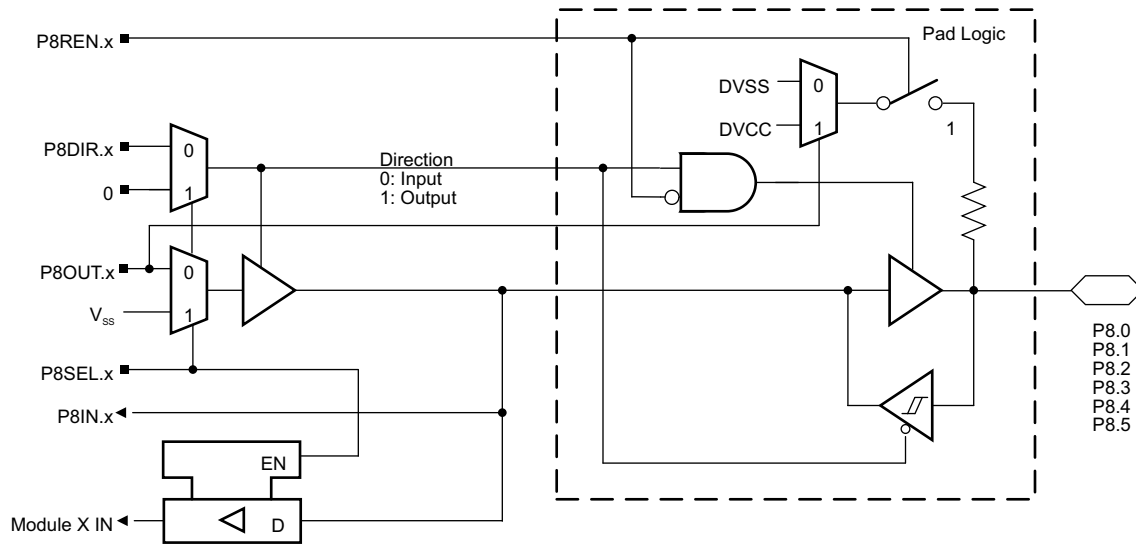 P8REN.x
Pad Logic
DVSS
0
DVCC
1
1
P8DIR.x
0
0
1
Direction
0: Input
1: Output
P8OUT.x
0
VSS
1
P8SEL.x
P8IN.x
EN
Module X IN
D
P8.0
P8.1
P8.2
P8.3
P8.4
P8.5